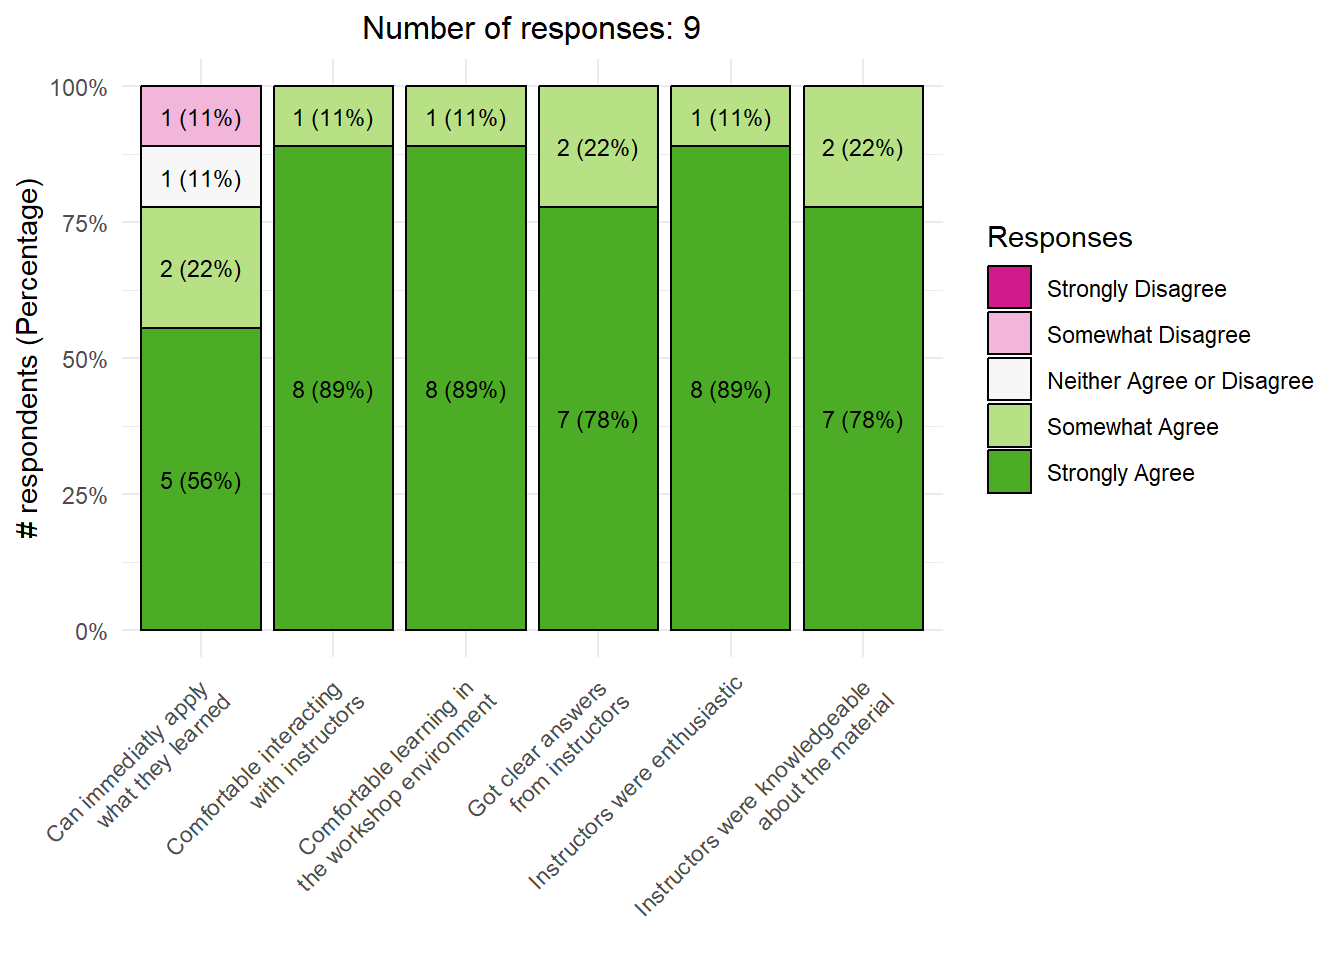 Number of responses: 9
# respondents (Percentage)
100%
75%
50%
25%
0%
1 (11%)
1 (11%)
2 (22%)
5 (56%)
1 (11%)
8 (89%)
1 (11%)
8 (89%)
2 (22%)
7 (78%)
1 (11%)
8 (89%)
2 (22%)
7 (78%)
Can immediatly apply
what they learned
Comfortable interacting
with instructors
Comfortable learning in
the workshop environment
Got clear answers
from instructors
Instructors were enthusiastic
Instructors were knowledgeable
about the material
Responses
Strongly Disagree
Somewhat Disagree
Neither Agree or Disagree
Somewhat Agree
Strongly Agree